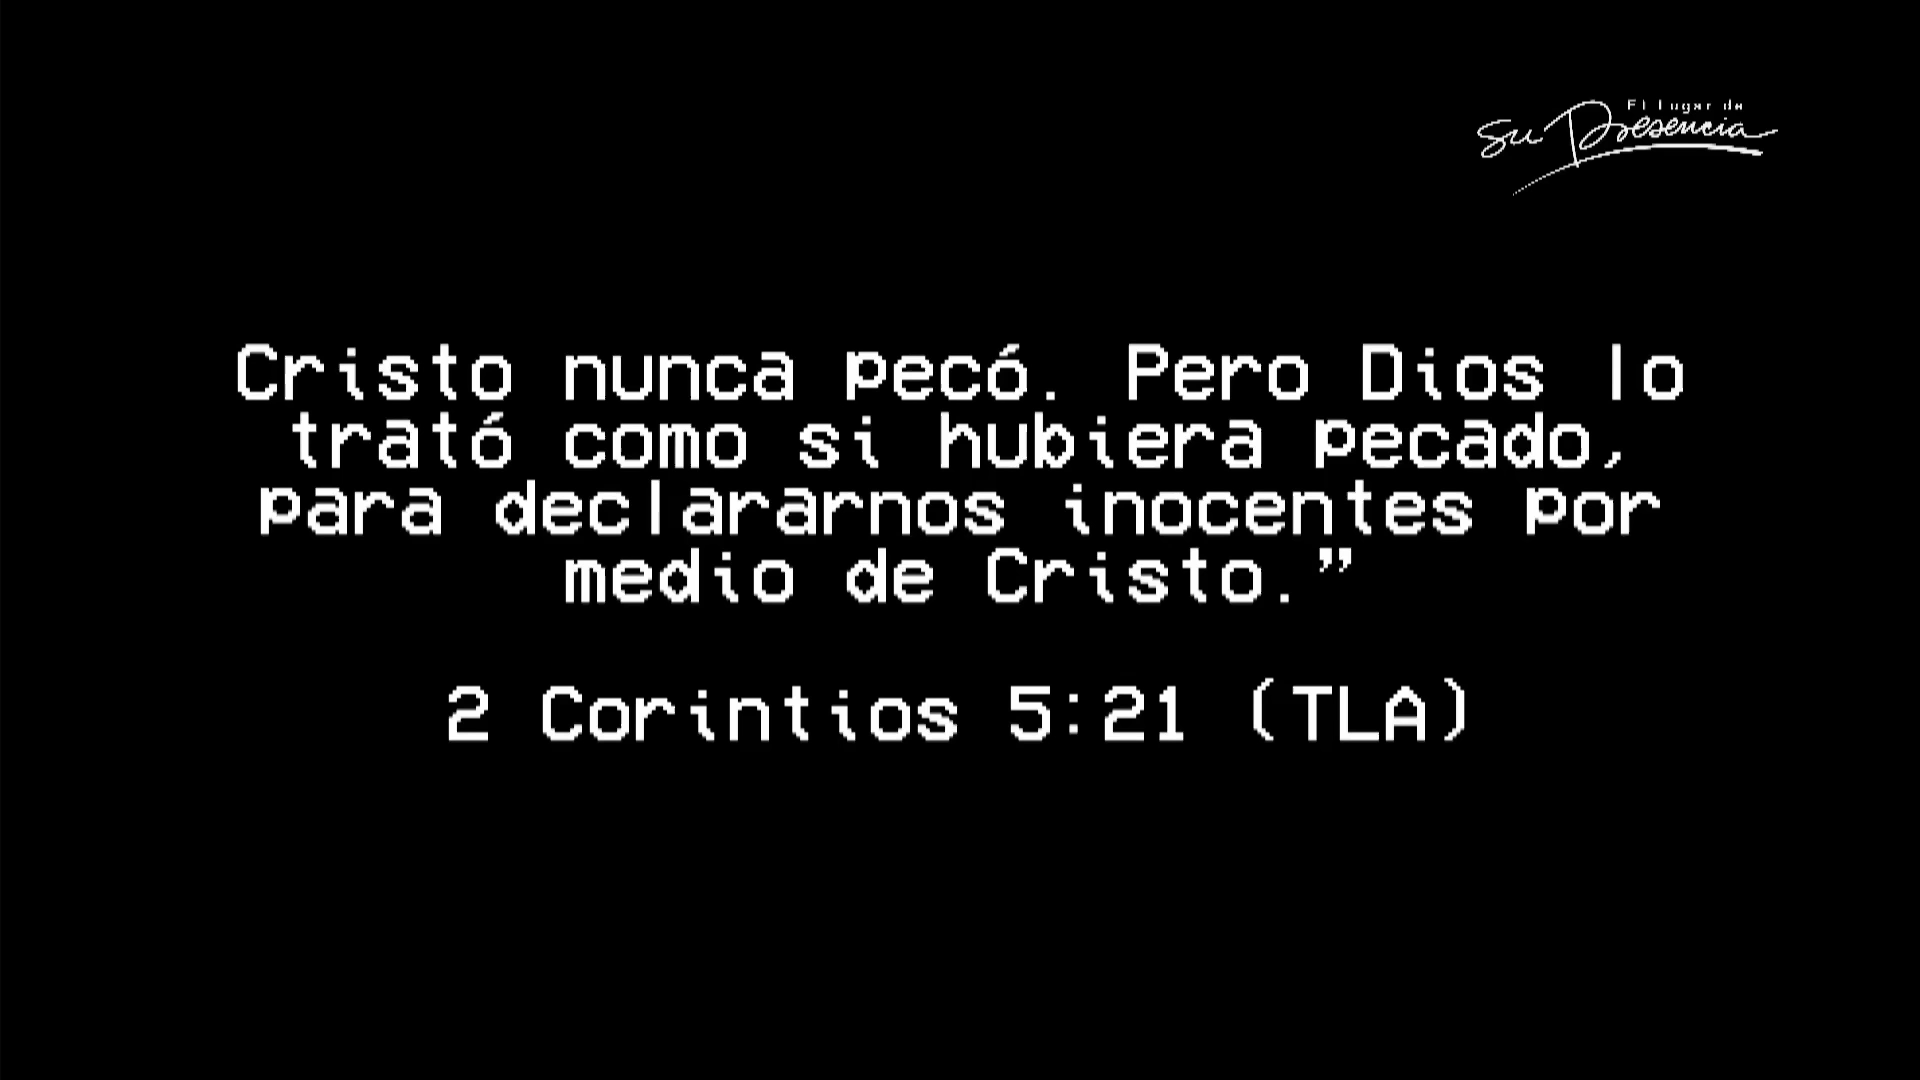 El Lugar de
Su Presencia
Cristo nunca pecó. Pero Dios lo
trató como si hubiera pecado,
para declararnos inocentes por
medio de Cristo.”
2 Corintios 5:21 (TLA)